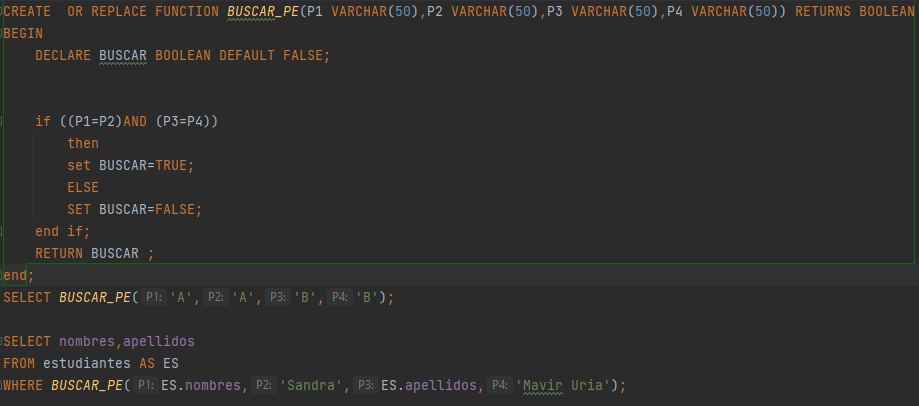 CREATE  OR REPLACE FUNCTION BUSCAR_PE(P1 VARCHAR(50),P2 VARCHAR(50),P3 VARCHAR(50),P4 VARCHAR(50)) RETURNS BOOLEAN
BEGIN
    DECLARE BUSCAR BOOLEAN DEFAULT FALSE;
    if ((P1=P2)AND (P3=P4))
        then
        set BUSCAR=TRUE;
        ELSE
        SET BUSCAR=FALSE;
    end if;
    RETURN BUSCAR ;
end;
SELECT BUSCAR_PE( P1: 'A', P2: 'A', P3: 'B', P4: 'B');
SELECT nombres,apellidos
FROM estudiantes AS ES
WHERE BUSCAR_PE( P1: ES.nombres, P2: 'Sandra', P3: ES.apellidos, P4: 'Mavir Uria');